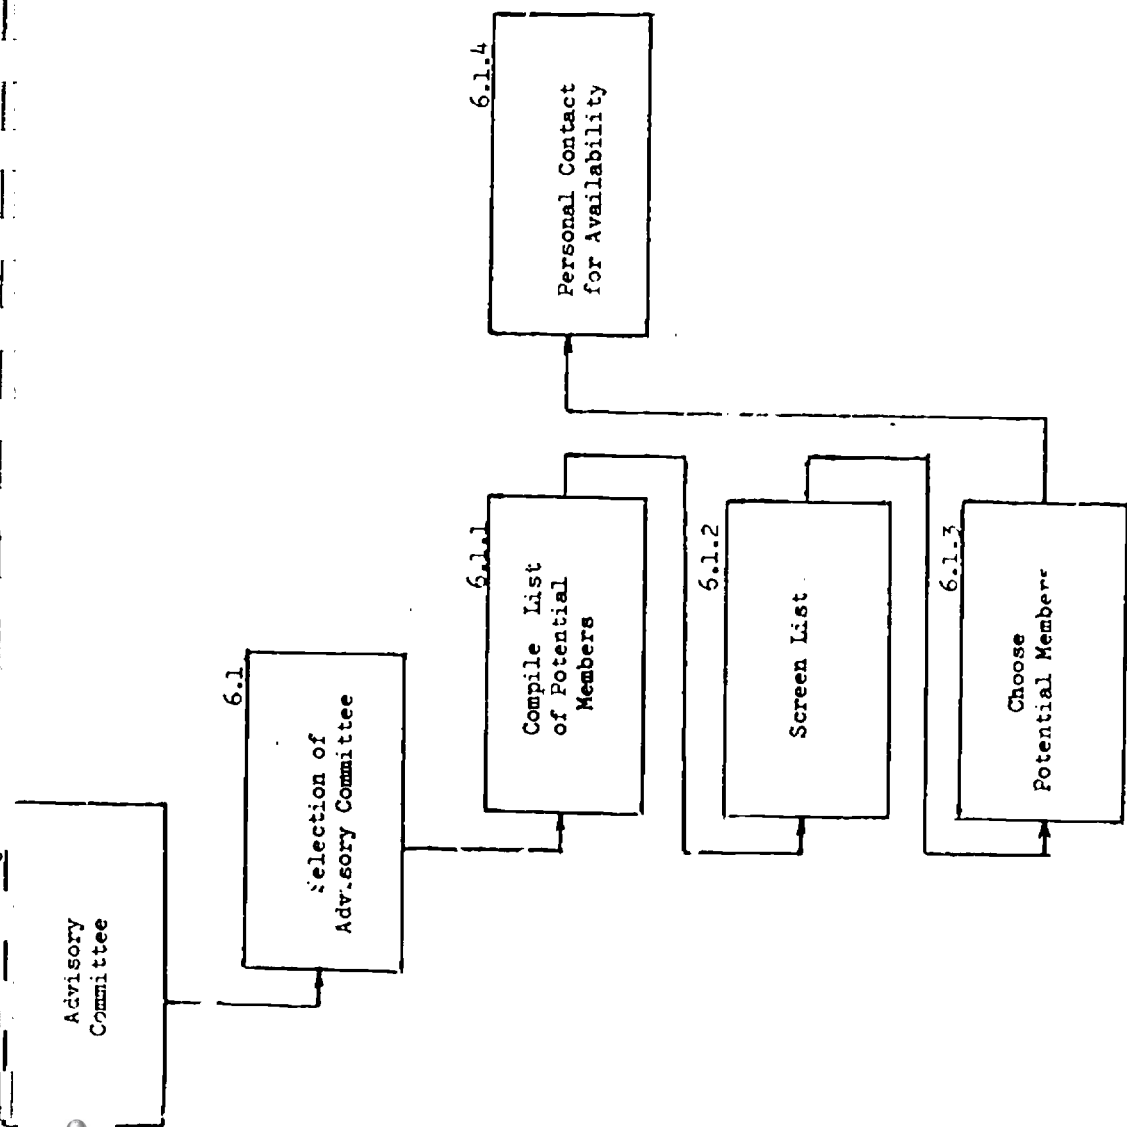 Advisory
Committee
6.1
Selection of
Advisory Committee
6.1.1
Compile List
of Potential
Members
6.1.2
Screen List
6.1.3
Choose
Potential Members
6.1.4
Personal Contact
for Availability